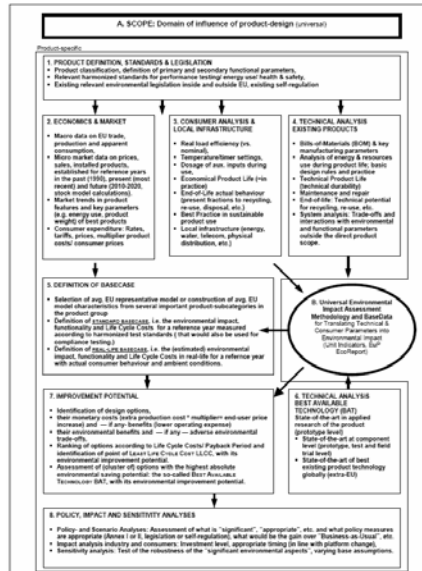 A. SCOPE: Domain of influence of product-design (universal)
Product-specific
1. PRODUCT DEFINITION, STANDARDS & LEGISLATION
• Product classification, definition of primary and secondary functional parameters,
• Relevant harmonized standards for performance testing/ energy use/ health & safety,
• Existing relevant environmental legislation inside and outside EU, existing self-regulation
2. ECONOMICS & MARKET
• Macro data on EU trade,
production and apparent
consumption,
• Micro market data on prices,
sales, installed products,
established for reference years
in the past (1990), present
(most recent) and future (2010-2020,
stock model calculations).
• Market trends in product
features and key parameters
(e.g. energy use, product
weight) of best products
• Consumer expenditure: Rates,
tariffs, prices, multiplier product
costs/ consumer prices
3. CONSUMER ANALYSIS &
LOCAL INFRASTRUCTURE
• Real load efficiency (vs.
nominal),
• Temperature/timer settings,
• Dosage of aux. inputs during
use,
• Economical Product Life (=in
practice)
• End-of-Life actual behaviour
(present fractions to recycling,
re-use, disposal, etc.)
• Best Practice in sustainable
product use
• Local infrastructure (energy,
water, telecom, physical
distribution, etc.)
4. TECHNICAL ANALYSIS
EXISTING PRODUCTS
• Bills-of-Materials (BOM) & key
manufacturing parameters
• Analysis of energy & resources
use during product life; basic
design rules and practice
• Technical Product Life
(technical durability)
• Maintenance and repair
• End-of-life: Technical potential
for recycling, re-use, etc.
• System analysis: Trade-offs and
interactions with environmental
and functional parameters
outside the direct product
scope.
5. DEFINITION OF BASECASE
• Selection of avg. EU representative model or construction of avg. EU
model characteristics from several important product-subcategories in
the product group
• Definition of STANDARD BASECASE, i.e. the environmental impact,
functionality and Life Cycle Costs for a reference year measured
according to harmonized test standards ( that would also be used for
compliance testing.)
• Definition of REAL-LIFE BASECASE, i.e. the (estimated) environmental
impact, functionality and Life Cycle Costs in real-life for a reference year
with actual consumer behaviour and ambient conditions.
B. Universal Environmental
Impact Assessment
Methodology and BaseData
for Translating Technical &
Consumer Parameters into
Environmental Impact
(Unit Indicators, EuP
EcoReport)
7. IMPROVEMENT POTENTIAL
• Identification of design options,
• their monetary costs (extra production cost * multiplier= end-user price
increase) and — if any- benefits (lower operating expense)
• their environmental benefits and — if any — adverse environmental
trade-offs.
• Ranking of options according to Life Cycle Costs/ Payback Period and
identification of point of LEAST LIFE CYCLE COST LLCC, with its
environmental improvement potential.
• Assessment of (cluster of) options with the highest absolute
environmental saving potential: the so-called BEST AVAILABLE
TECHNOLOGY BAT, with its environmental improvement potential.
6. TECHNICAL ANALYSIS
BEST AVAILABLE
TECHNOLOGY (BAT)
• State-of-the-art in applied
research of the product
(prototype level)
• State-of-the-art at component
level (prototype, test and field
trial level)
• State-of-the-art of best
existing product technology
globally (extra-EU)
8. POLICY, IMPACT AND SENSITIVITY ANALYSES
• Policy- and Scenario Analyses: Assessment of what is "significant", "appropriate", etc. and what policy measures
are appropriate (Annex I or II, legislation or self-regulation), what would be the gain over "Business-as-Usual", etc.
• Impact analysis industry and consumers: Investment level, appropriate timing (in line with platform change),
• Sensitivity analysis: Test of the robustness of the "significant environmental aspects", varying base assumptions.